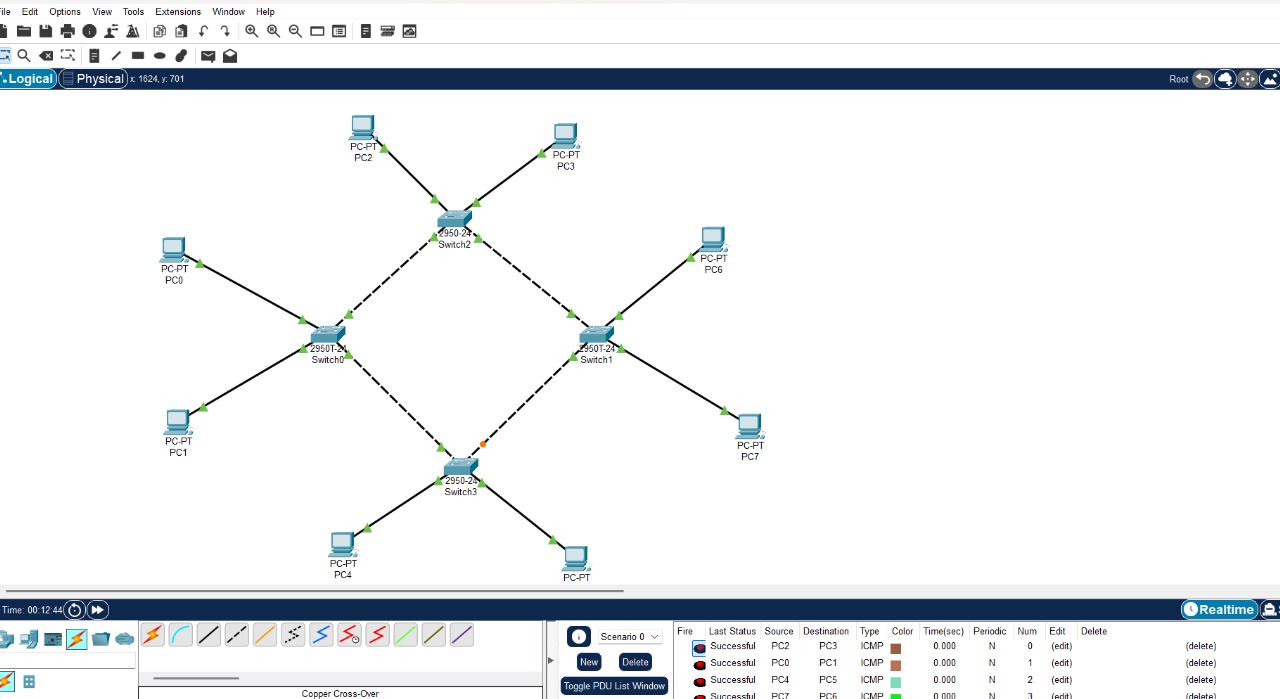 File Edit Options View Tools Extensions Window Help
Logical Physical x: 1624, y: 701 Root
PC-PT
PC2
PC-PT
PC3
2950-24
Switch2
PC-PT
PC6
PC-PT
PC0
2950T-24
Switch0
2950T-24
Switch1
PC-PT
PC1
PC-PT
PC7
2950-24
Switch3
PC-PT
PC4
PC-PT
Time: 00:12:44 Realtime
Scenario 0
New Delete
Toggle PDU List Window
Copper Cross-Over
Fire Last Status Source Destination Type Color Time(sec) Periodic Num Edit Delete
Successful PC2 PC3 ICMP 0.000 N 0 (edit) (delete)
Successful PC0 PC1 ICMP 0.000 N 1 (edit) (delete)
Successful PC4 PC5 ICMP 0.000 N 2 (edit) (delete)
Successful PC7 PC6 ICMP 0.000 N 3 (edit) (delete)